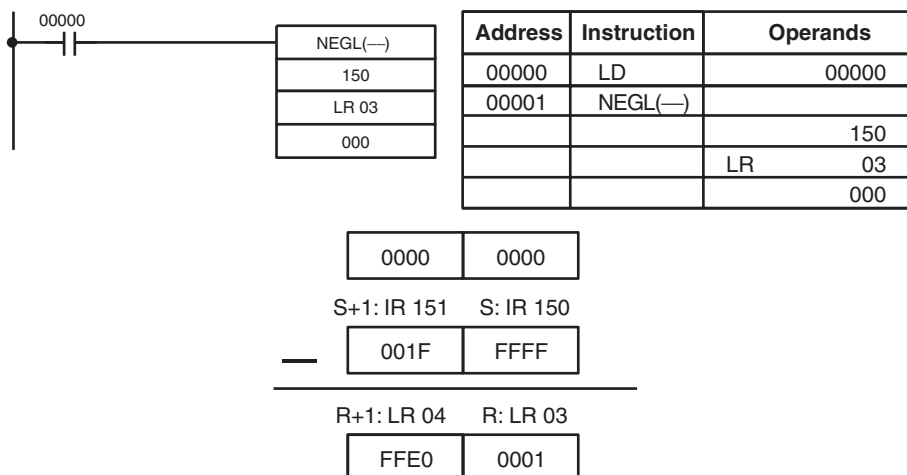 00000
NEGL(––)
150
LR 03
000
Address Instruction Operands
00000 LD 00000
00001 NEGL(––)
150
LR 03
000
0000 0000
S+1: IR 151 S: IR 150
— 001F FFFF
R+1: LR 04 R: LR 03
FFE0 0001